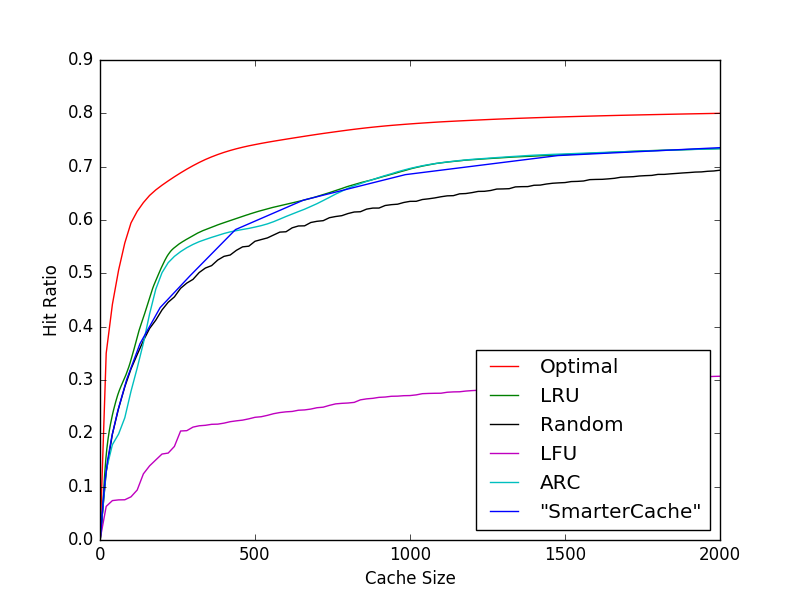 0.9
0.8
0.7
0.6
0.5
0.4
0.3
0.2
0.1
0.0
Hit Ratio
0 500 1000 1500 2000
Cache Size
Optimal
LRU
Random
LFU
ARC
"SmarterCache"